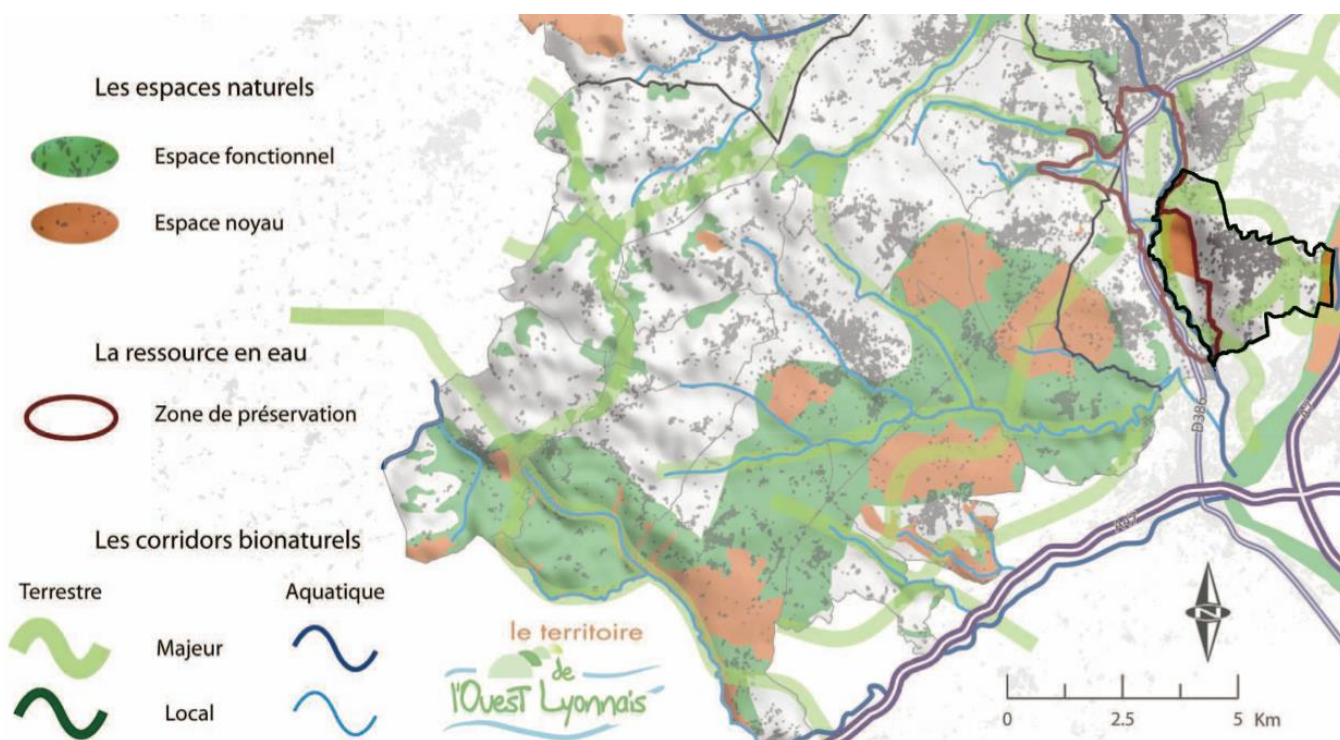 Les espaces naturels
Espace fonctionnel
Espace noyau
La ressource en eau
Zone de préservation
Les corridors bionaturels
Terrestre
Aquatique
Majeur
Local
le territoire
de
l'Ouest Lyonnais
D386
A7
A47
N
0 2.5 5 Km